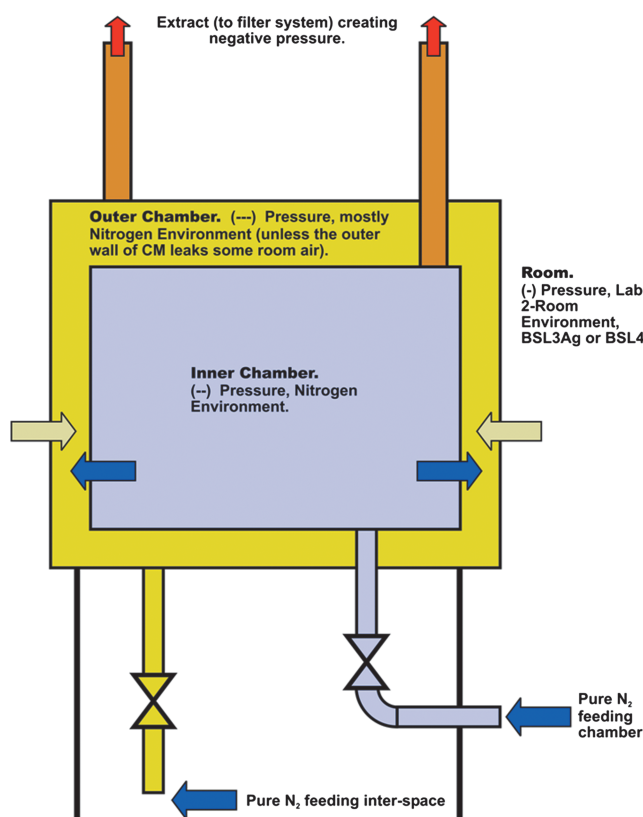 Extract (to filter system) creating
negative pressure.
Outer Chamber. (---) Pressure, mostly
Nitrogen Environment (unless the outer
wall of CM leaks some room air).
Room.
(-) Pressure, Lab
2-Room
Environment,
BSL3Ag or BSL4
Inner Chamber.
(--) Pressure, Nitrogen
Environment.
Pure N₂
feeding
chamber
Pure N₂ feeding inter-space